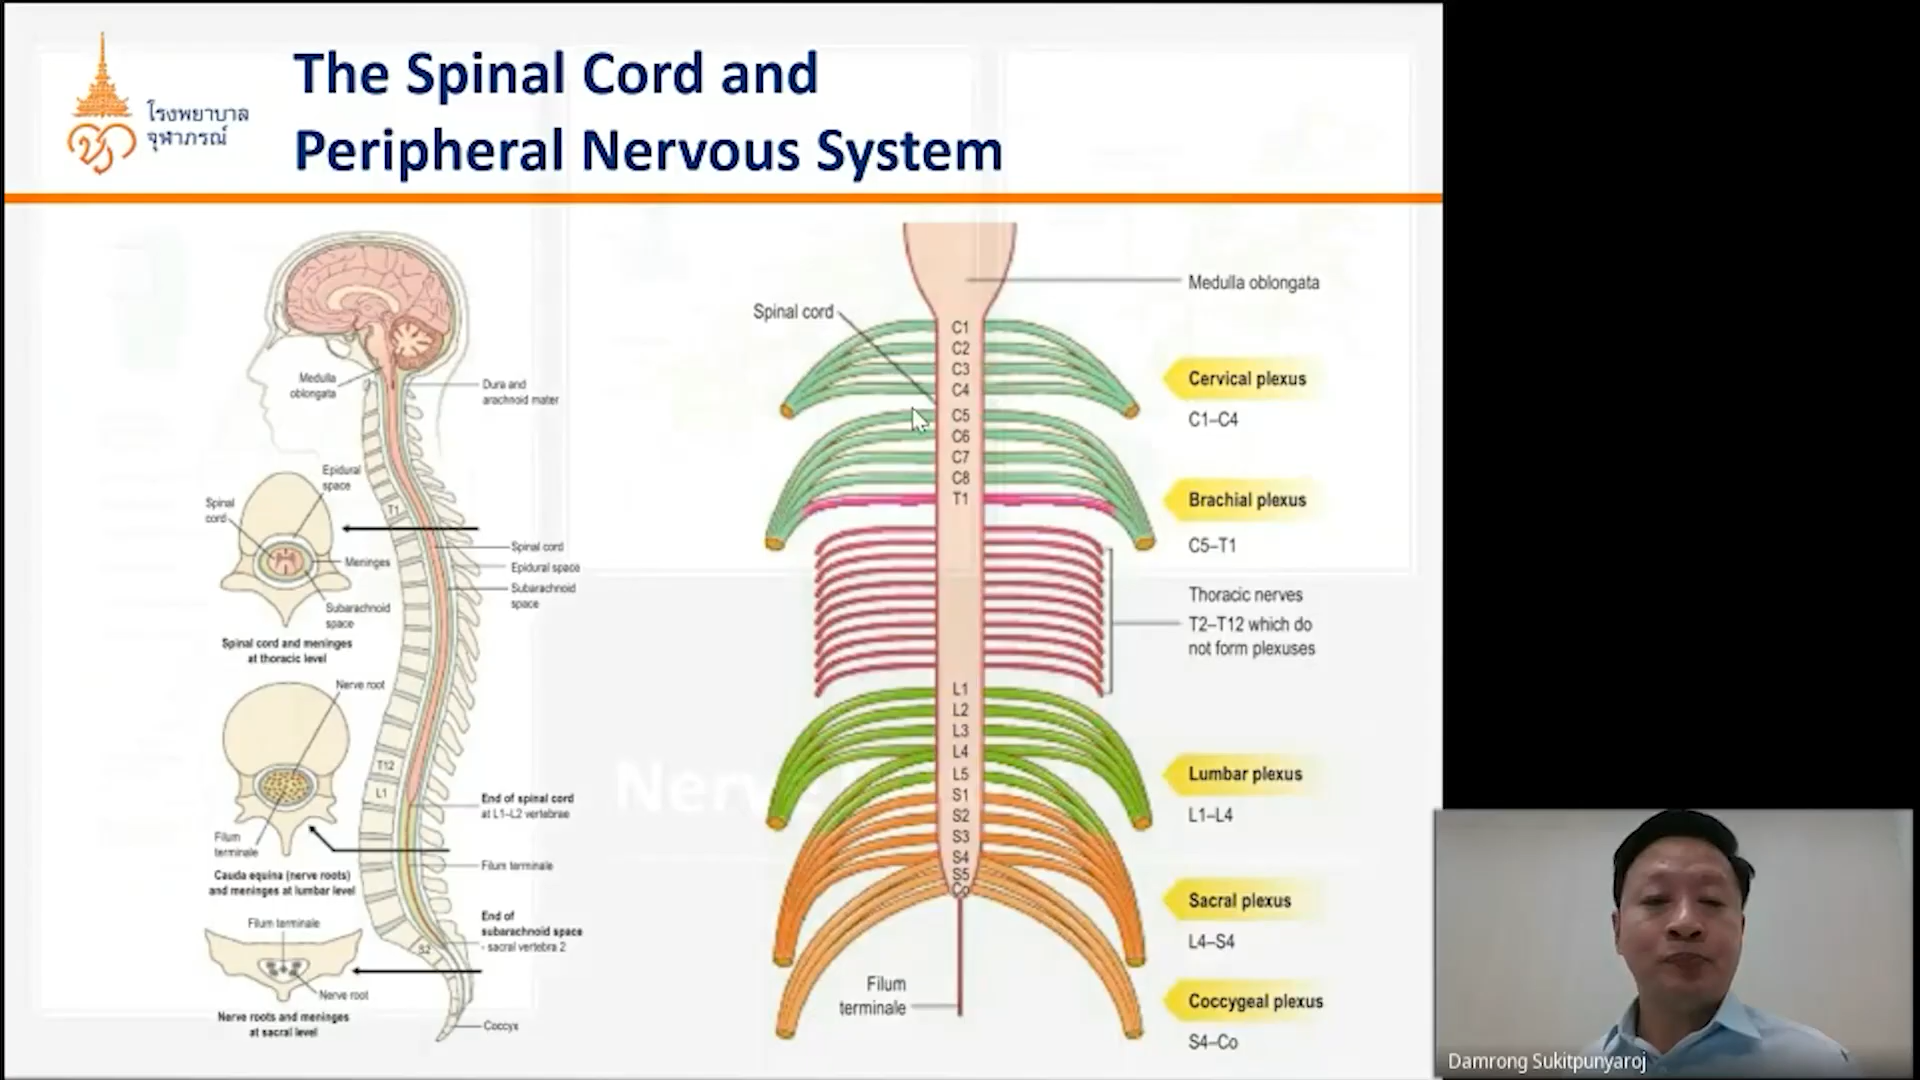 โรงพยาบาล
จุฬาภรณ์
The Spinal Cord and
Peripheral Nervous System
Medulla
oblongata
Dura and
arachnoid mater
Epidural
space
Spinal
cord
T1
Meninges
Spinal cord
Epidural space
Subarachnoid
space
Subarachnoid
space
Spinal cord and meninges
at thoracic level
Nerve root
T12
L1
End of spinal cord
at L1–L2 vertebrae
Filum
terminale
Filum terminale
Cauda equina (nerve roots)
and meninges at lumbar level
Filum terminale
End of
subarachnoid space
- sacral vertebra 2
S2
Nerve root
Nerve roots and meninges
at sacral level
Coccyx
Medulla oblongata
Spinal cord
C1
C2
C3
C4
C5
C6
C7
C8
T1
L1
L2
L3
L4
L5
S1
S2
S3
S4
S5
Co
Cervical plexus
C1–C4
Brachial plexus
C5–T1
Thoracic nerves
T2–T12 which do
not form plexuses
Lumbar plexus
L1–L4
Sacral plexus
L4–S4
Filum
terminale
Coccygeal plexus
S4–Co
Damrong Sukitpunyaroj